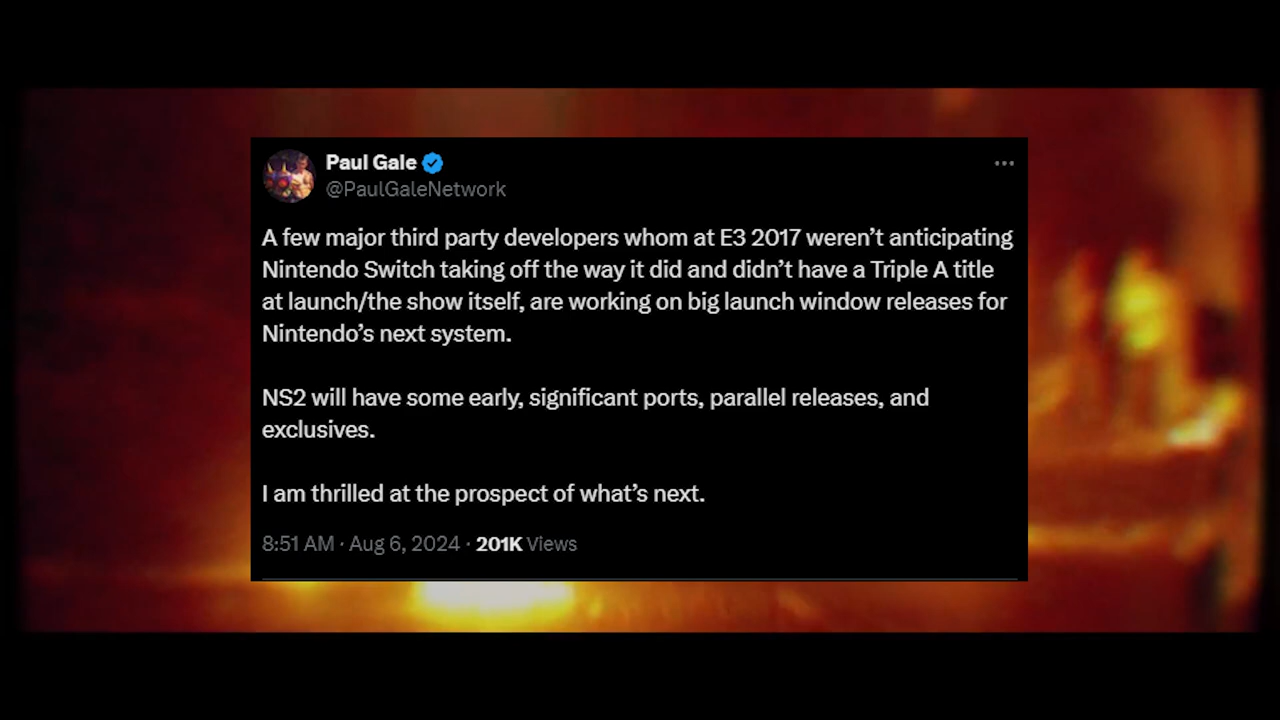 Paul Gale
@PaulGaleNetwork
A few major third party developers whom at E3 2017 weren’t anticipating
Nintendo Switch taking off the way it did and didn’t have a Triple A title
at launch/the show itself, are working on big launch window releases for
Nintendo’s next system.
NS2 will have some early, significant ports, parallel releases, and
exclusives.
I am thrilled at the prospect of what’s next.
8:51 AM · Aug 6, 2024 · 201K Views